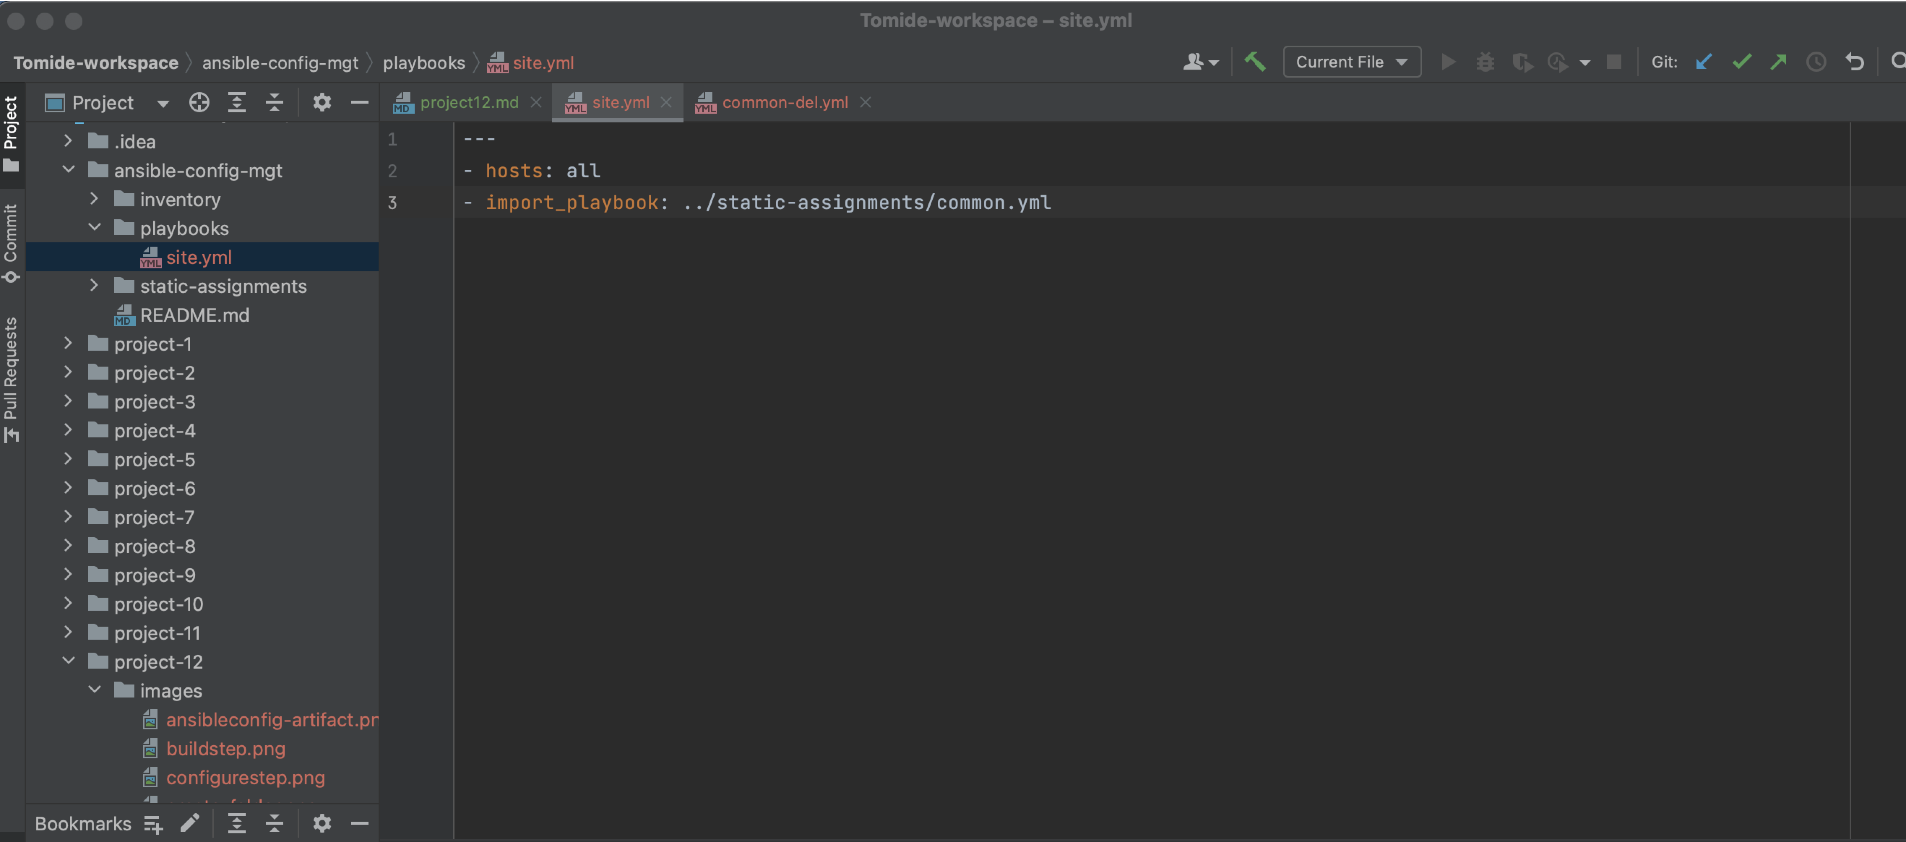 Tomide-workspace – site.yml
Tomide-workspace ansible-config-mgt playbooks site.yml
Current File
Git:
Project
project12.md
site.yml
common-del.yml
Project
Commit
Pull Requests
.idea
ansible-config-mgt
inventory
playbooks
site.yml
static-assignments
README.md
project-1
project-2
project-3
project-4
project-5
project-6
project-7
project-8
project-9
project-10
project-11
project-12
images
ansibleconfig-artifact.pn
buildstep.png
configurestep.png
Bookmarks
1 ---
2 - hosts: all
3 - import_playbook: ../static-assignments/common.yml